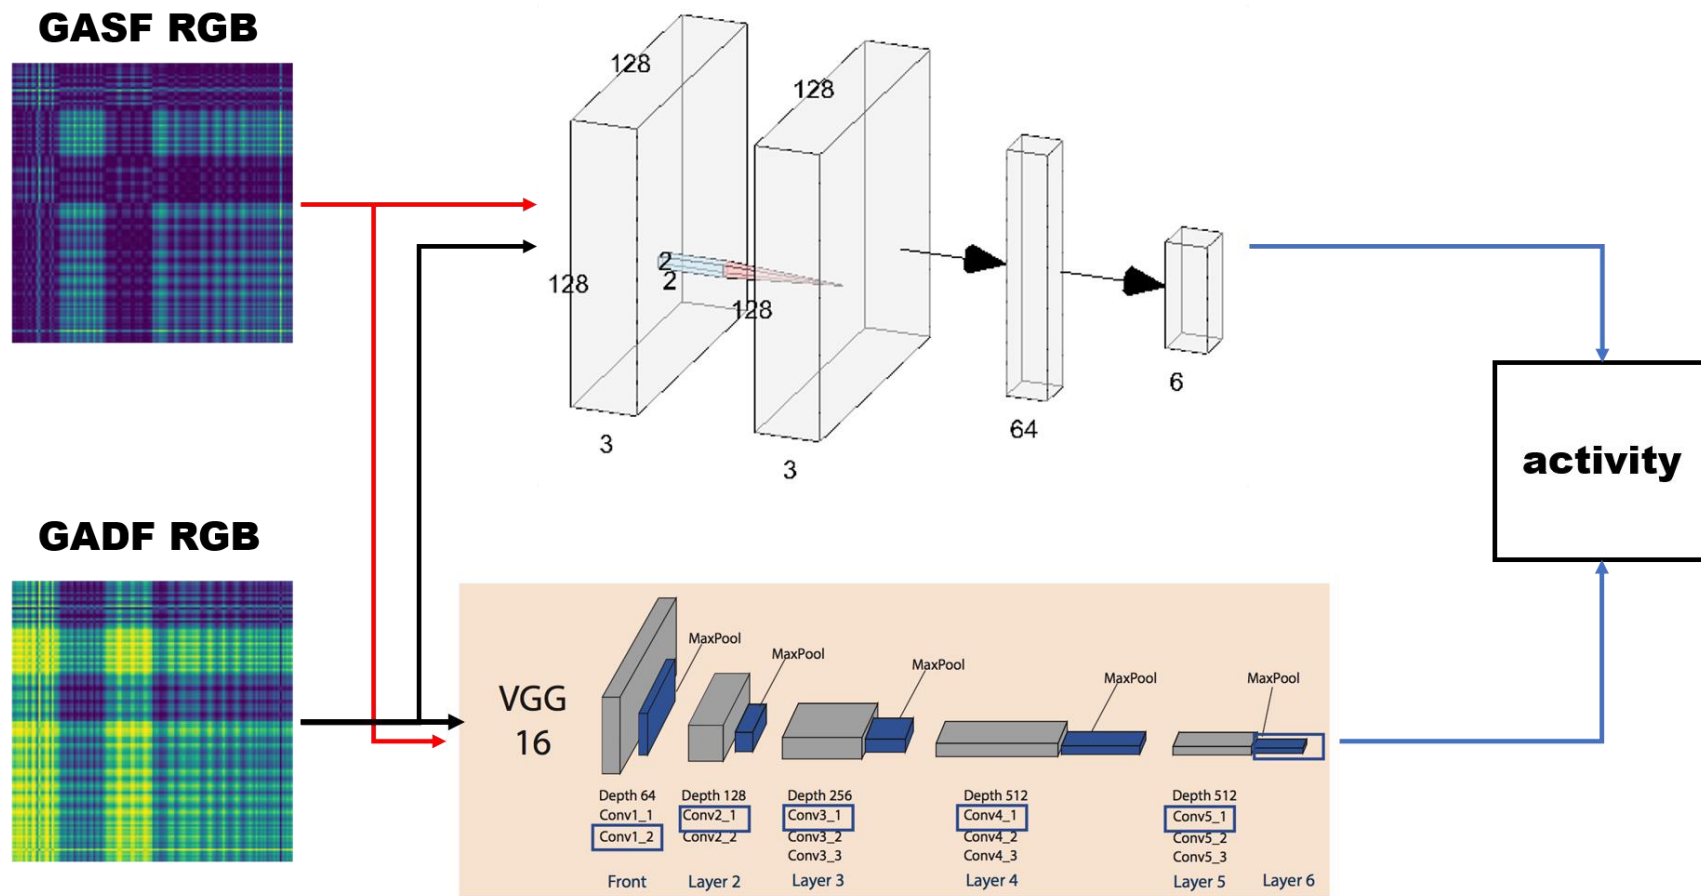 GASF RGB
128
128
128
2
2
128
3
3
64
6
activity
GADF RGB
VGG
16
MaxPool
MaxPool
MaxPool
MaxPool
MaxPool
Depth 64
Conv1_1
Conv1_2
Front
Depth 128
Conv2_1
Conv2_2
Layer 2
Depth 256
Conv3_1
Conv3_2
Conv3_3
Layer 3
Depth 512
Conv4_1
Conv4_2
Conv4_3
Layer 4
Depth 512
Conv5_1
Conv5_2
Conv5_3
Layer 5
Layer 6